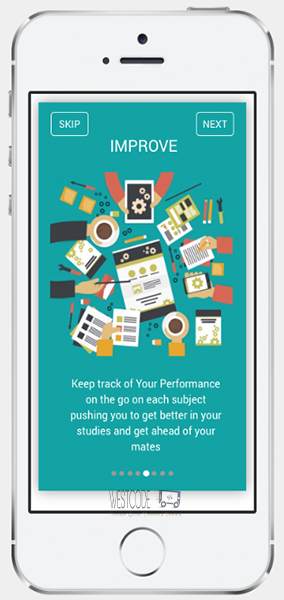 SKIP
NEXT
IMPROVE
Keep track of Your Performance
on the go on each subject
pushing you to get better in your
studies and get ahead of your
mates
WESTCODE